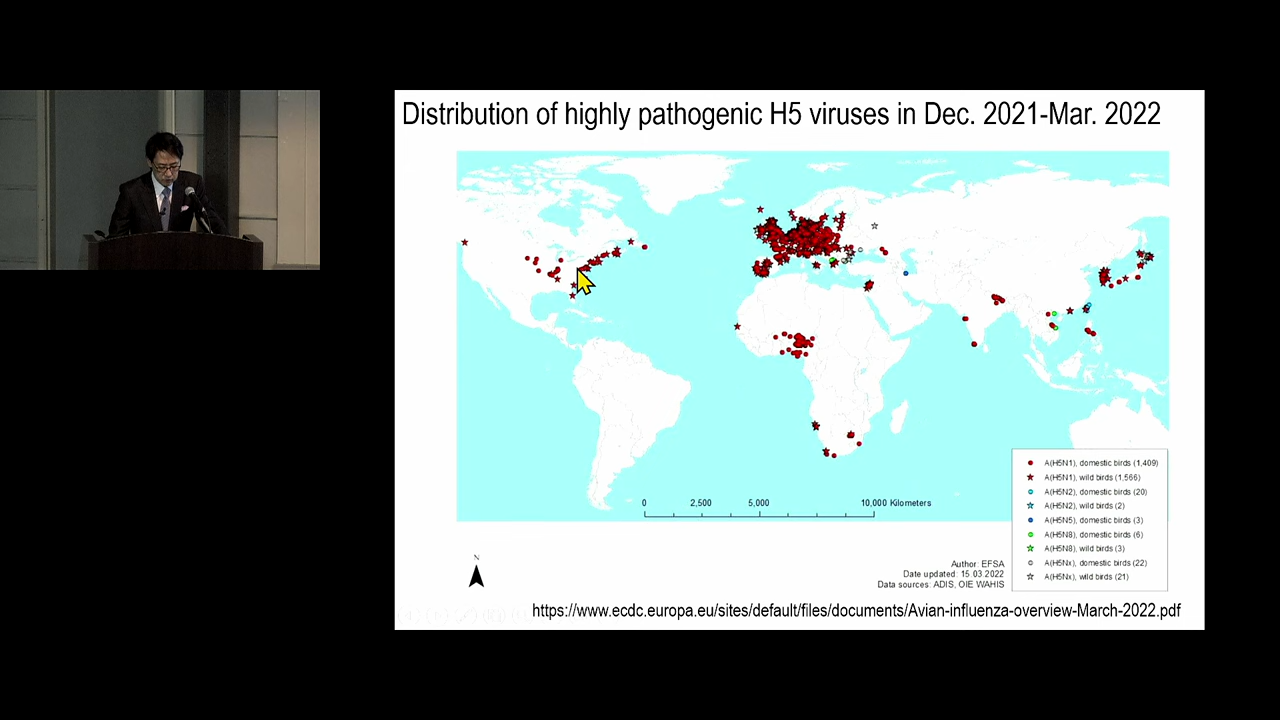 Distribution of highly pathogenic H5 viruses in Dec. 2021-Mar. 2022
0 2,500 5,000 10,000 Kilometers
A(H5N1), domestic birds (1,409)
A(H5N1), wild birds (1,566)
A(H5N2), domestic birds (20)
A(H5N2), wild birds (2)
A(H5N5), domestic birds (3)
A(H5N8), domestic birds (6)
A(H5N8), wild birds (3)
A(H5Nx), domestic birds (22)
A(H5Nx), wild birds (21)
N
Author: EFSA
Date updated: 15.03.2022
Data sources: ADIS, OIE WAHIS
https://www.ecdc.europa.eu/sites/default/files/documents/Avian-influenza-overview-March-2022.pdf